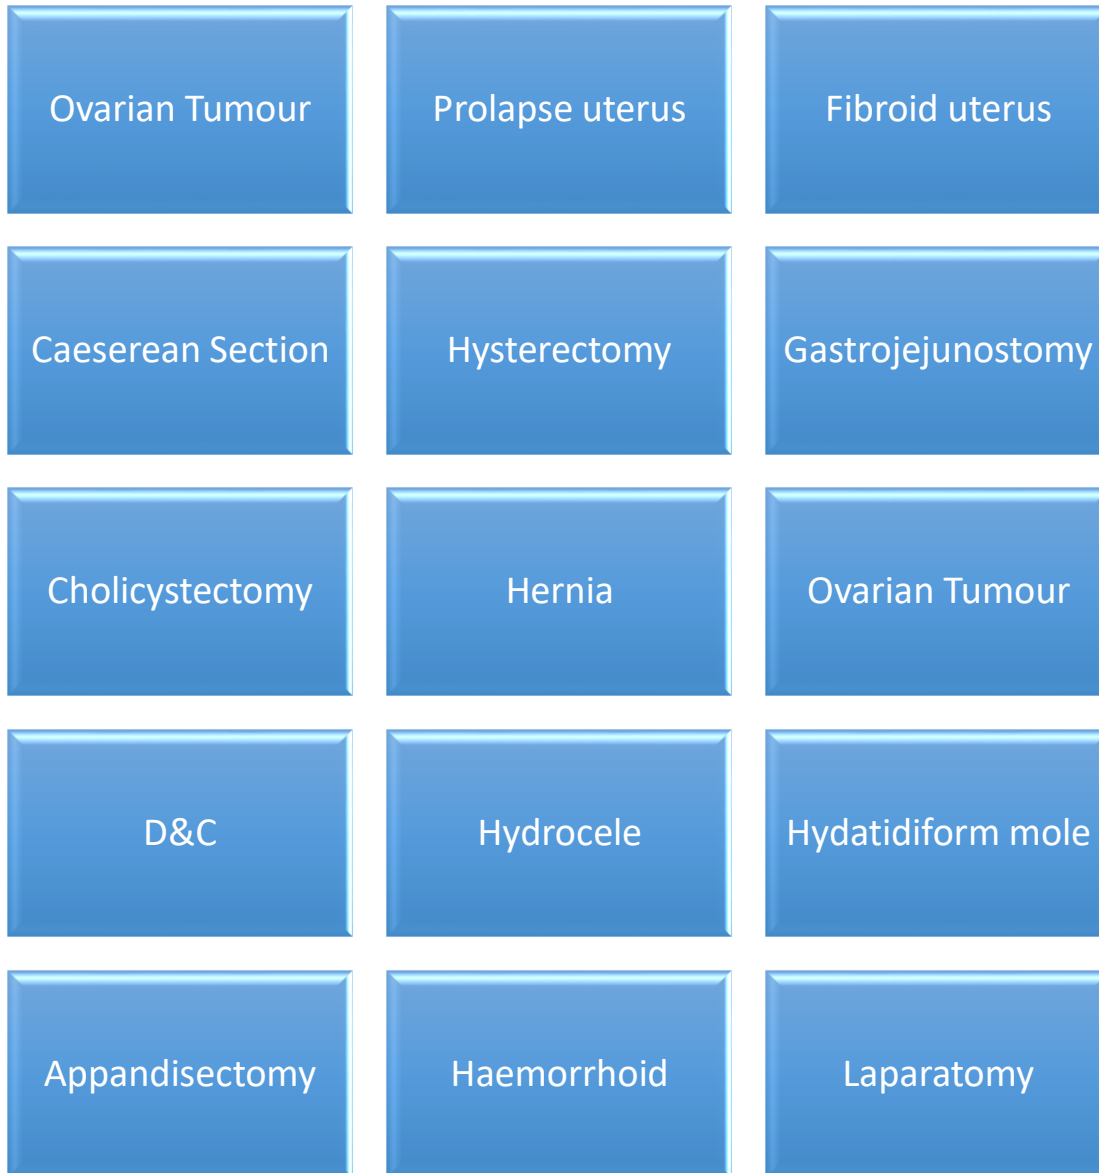 Ovarian Tumour
Prolapse uterus
Fibroid uterus
Caeserean Section
Hysterectomy
Gastrojejunostomy
Cholicystectomy
Hernia
Ovarian Tumour
D&C
Hydrocele
Hydatidiform mole
Appandisectomy
Haemorrhoid
Laparatomy